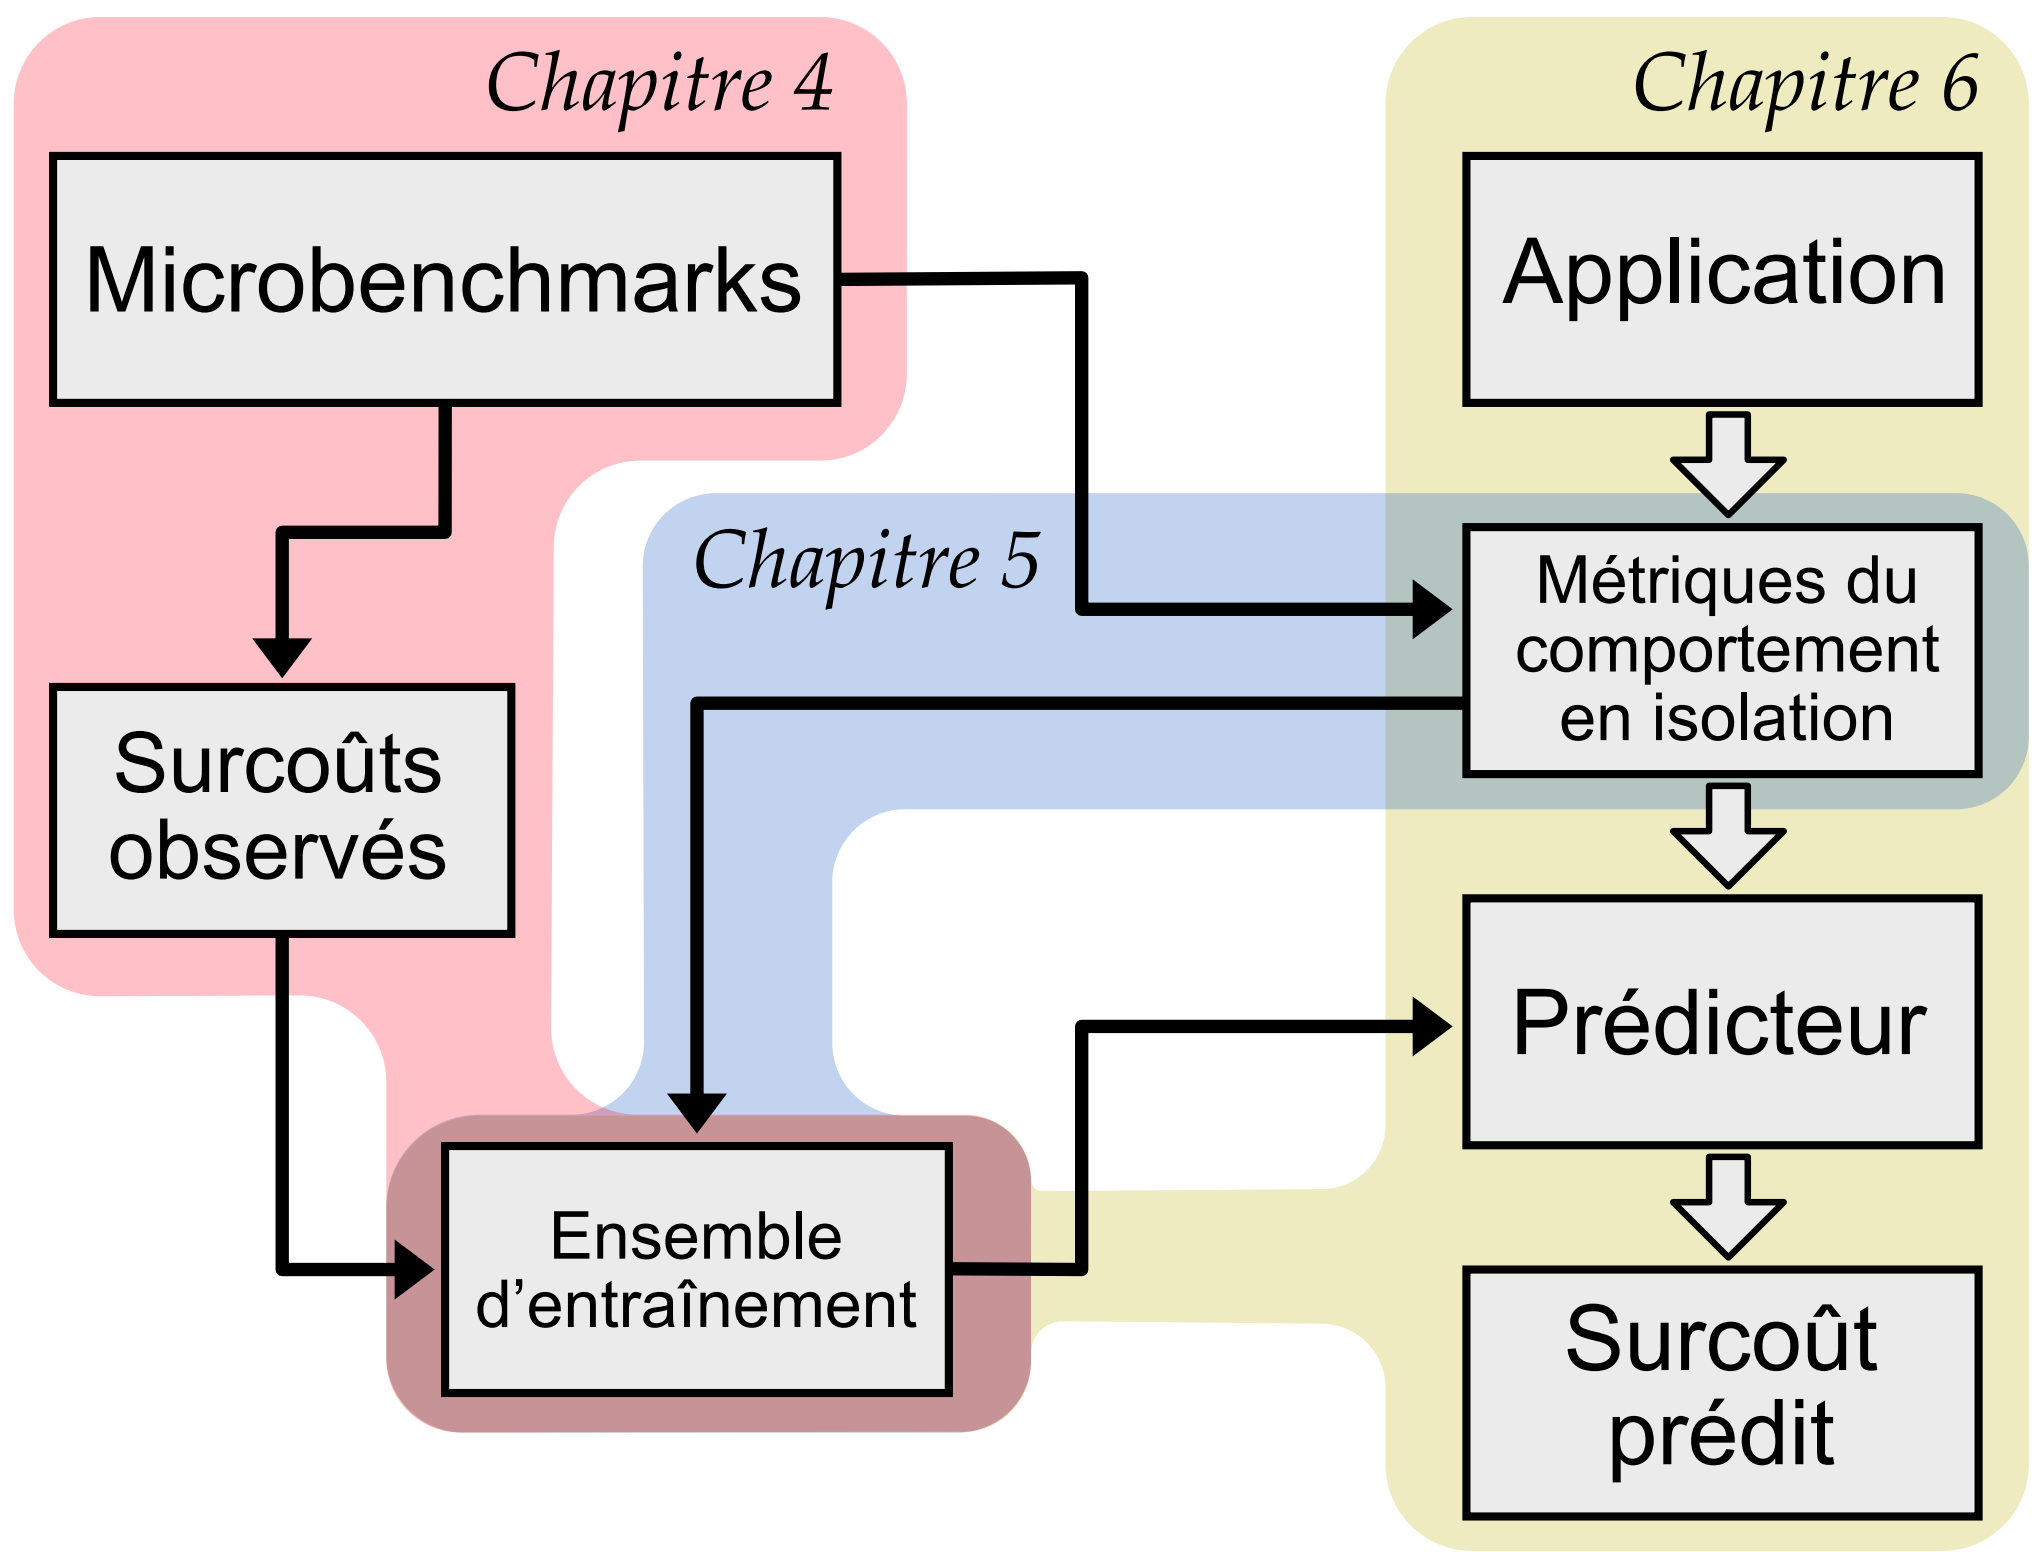 Chapitre 4
Chapitre 6
Microbenchmarks
Application
Chapitre 5
Métriques du
comportement
en isolation
Surcoûts
observés
Prédicteur
Ensemble
d’entraînement
Surcoût
prédit